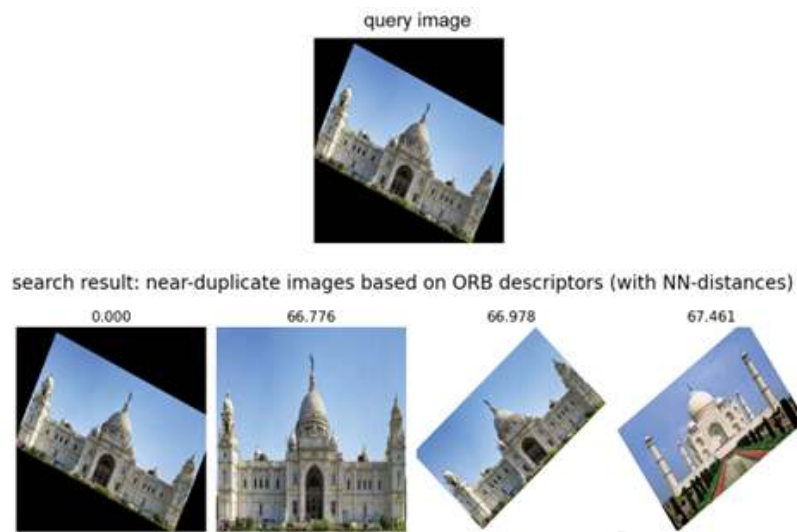 query image
search result: near-duplicate images based on ORB descriptors (with NN-distances)
0.000 66.776 66.978 67.461